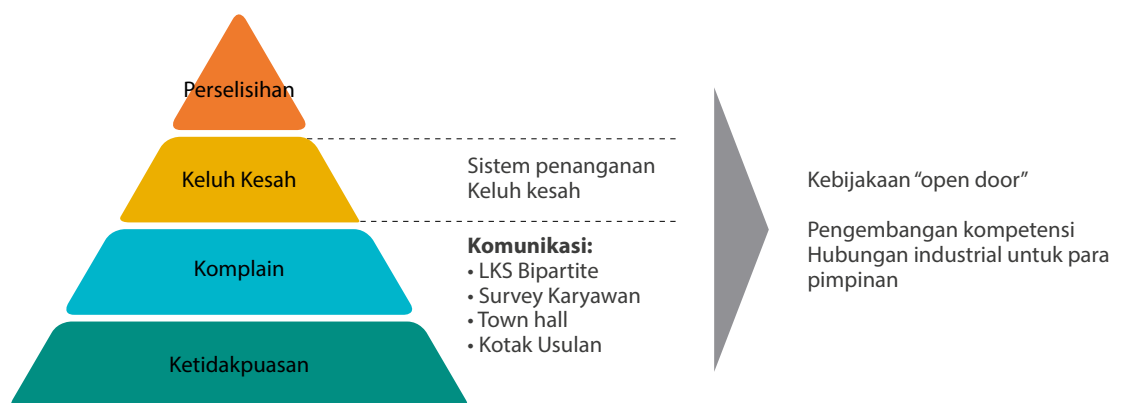 Perselisihan
Keluh Kesah
Komplain
Ketidakpuasan
Sistem penanganan
Keluh kesah
Komunikasi:
• LKS Bipartite
• Survey Karyawan
• Town hall
• Kotak Usulan
Kebijakaan “open door”
Pengembangan kompetensi
Hubungan industrial untuk para
pimpinan